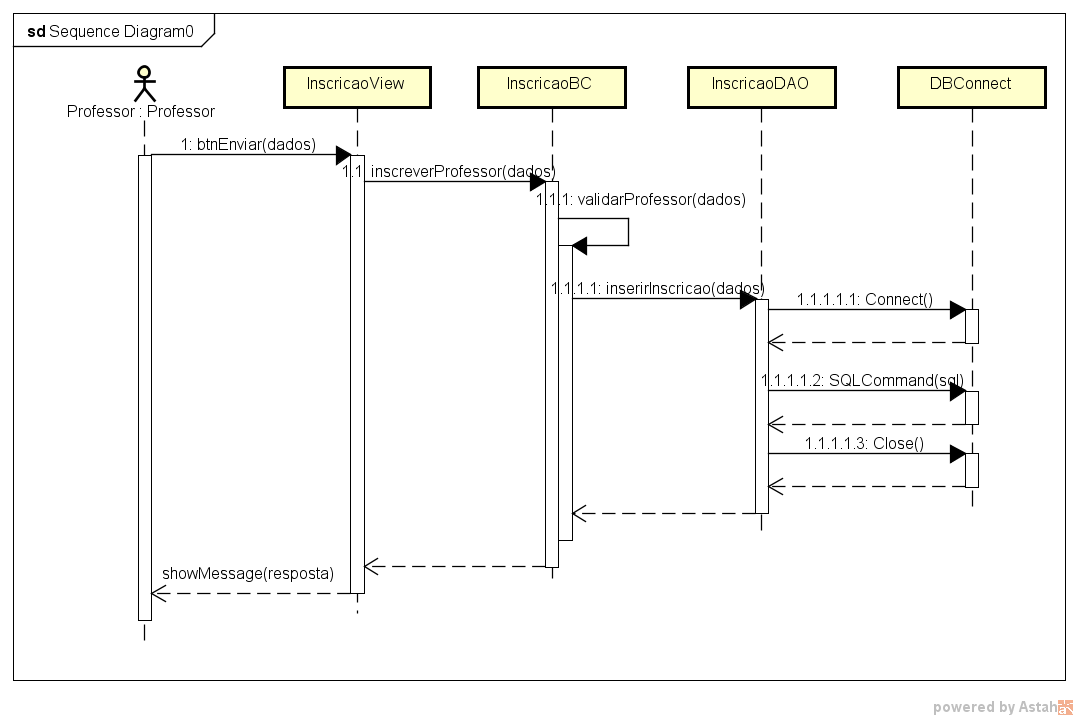 sd Sequence Diagram0
Professor : Professor
InscricaoView
InscricaoBC
InscricaoDAO
DBConnect
1: btnEnviar(dados)
1.1: inscreverProfessor(dados)
1.1.1: validarProfessor(dados)
1.1.1.1: inserirInscricao(dados)
1.1.1.1.1: Connect()
1.1.1.1.2: SQLCommand(sql)
1.1.1.1.3: Close()
showMessage(resposta)
powered by Astah